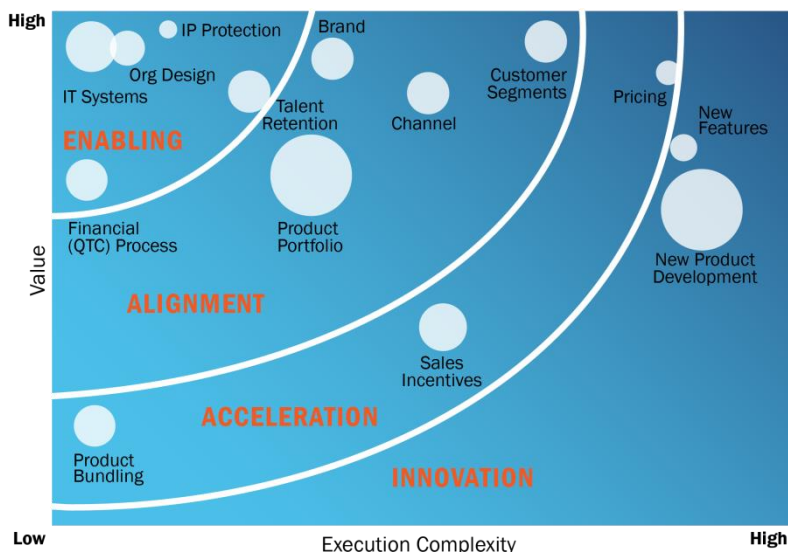 High
IP Protection
Brand
Org Design
IT Systems
Customer
Segments
Pricing
Talent
Retention
Channel
New
Features
ENABLING
Financial
(QTC) Process
Product
Portfolio
New Product
Development
Value
ALIGNMENT
Sales
Incentives
ACCELERATION
Product
Bundling
INNOVATION
Low
Execution Complexity
High